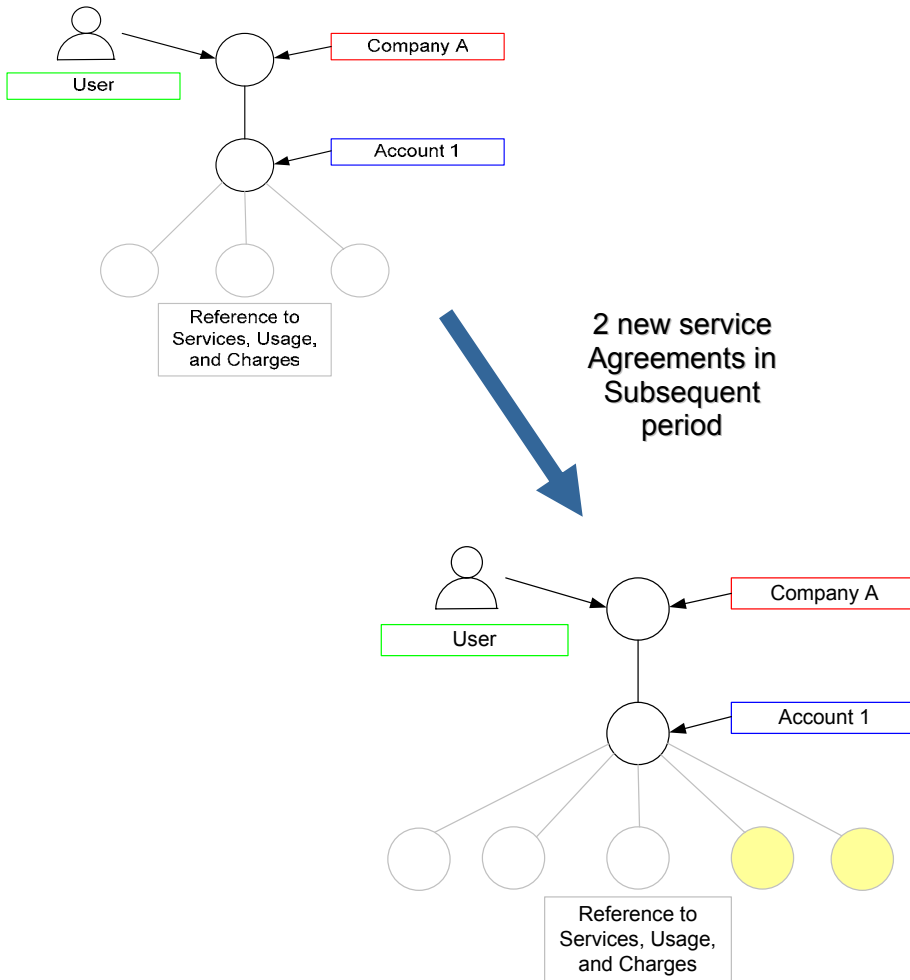 Company A
User
Account 1
Reference to
Services, Usage,
and Charges
2 new service
Agreements in
Subsequent
period
Company A
User
Account 1
Reference to
Services, Usage,
and Charges